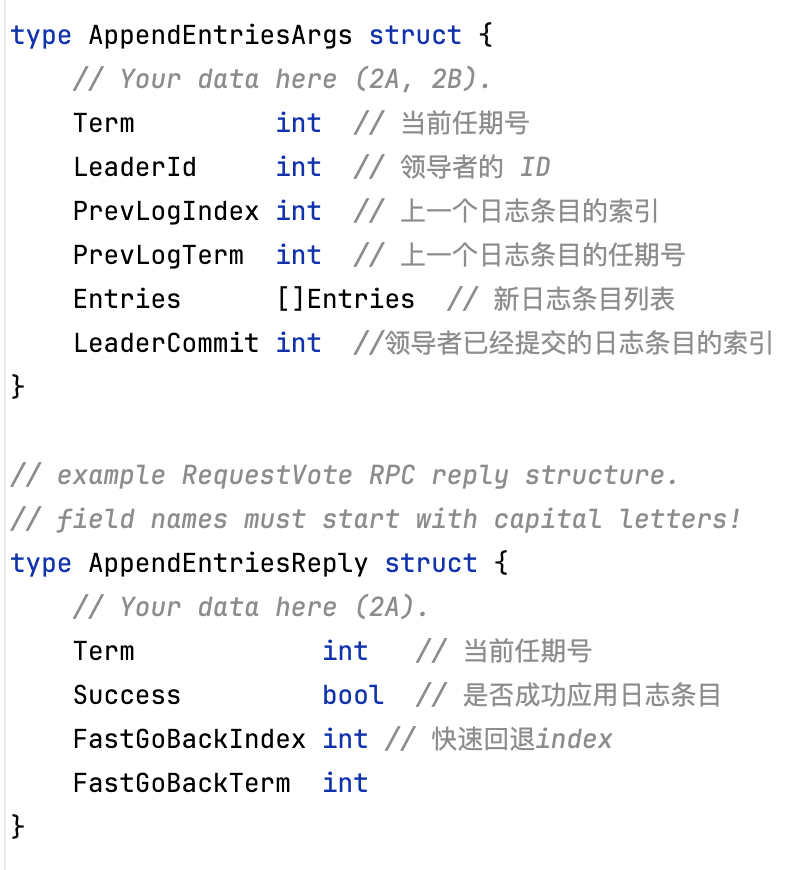 type AppendEntriesArgs struct {
// Your data here (2A, 2B).
Term int // 当前任期号
LeaderId int // 领导者的 ID
PrevLogIndex int // 上一个日志条目的索引
PrevLogTerm int // 上一个日志条目的任期号
Entries []Entries // 新日志条目列表
LeaderCommit int //领导者已经提交的日志条目的索引
}
// example RequestVote RPC reply structure.
// field names must start with capital letters!
type AppendEntriesReply struct {
// Your data here (2A).
Term int // 当前任期号
Success bool // 是否成功应用日志条目
FastGoBackIndex int // 快速回退index
FastGoBackTerm int
}